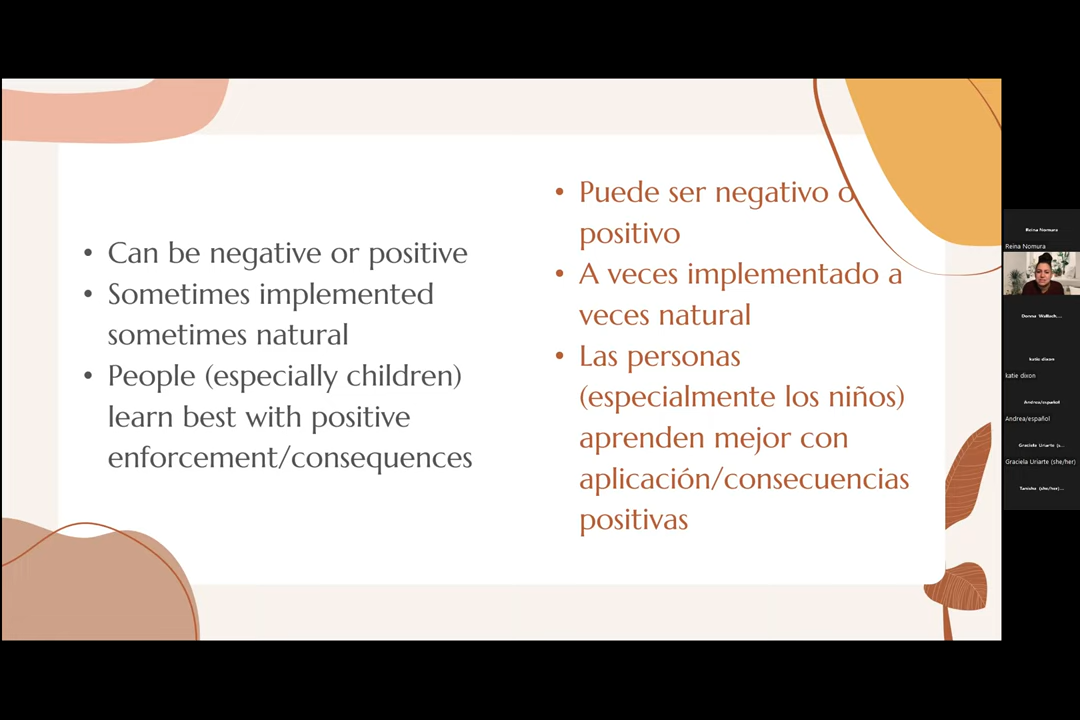 • Can be negative or positive
• Sometimes implemented
sometimes natural
• People (especially children)
learn best with positive
enforcement/consequences
• Puede ser negativo o
positivo
• A veces implementado a
veces natural
• Las personas
(especialmente los niños)
aprenden mejor con
aplicación/consecuencias
positivas
Reina Nomura
Reina Nomura
Donna Wallach,...
katie dixon
katie dixon
Andrea/español
Andrea/español
Graciela Uriarte (s...
Graciela Uriarte (she/her)
Tanisha (she/her)...